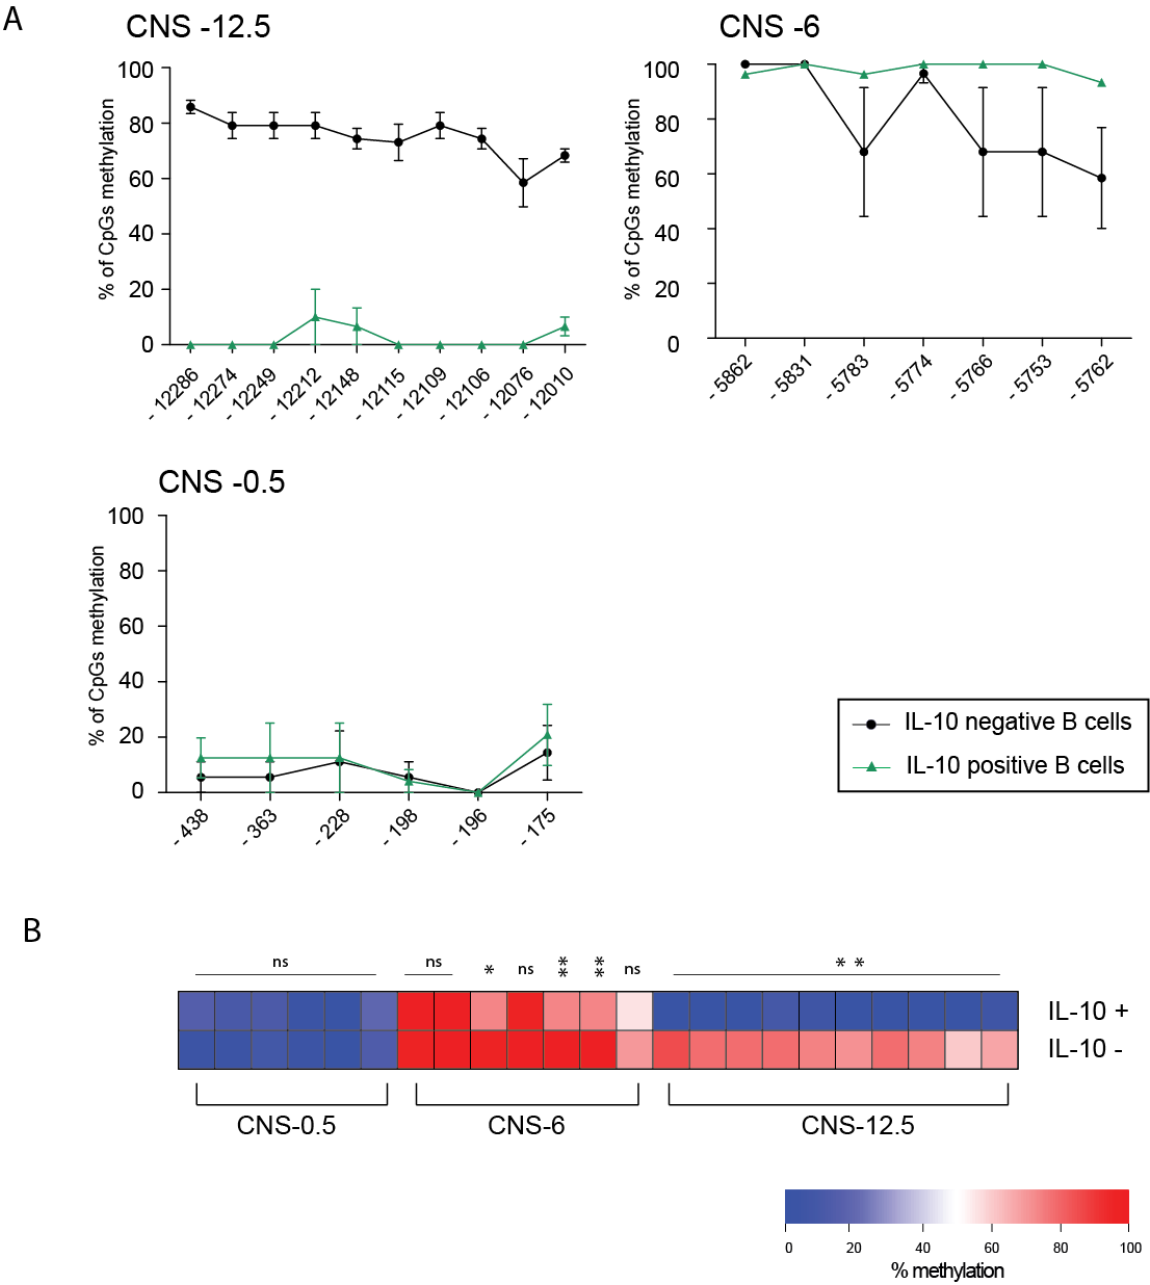 A
CNS -12.5
% of CpGs methylation
100
80
60
40
20
0
- 12286
- 12274
- 12249
- 12212
- 12148
- 12115
- 12109
- 12106
- 12076
- 12010
CNS -6
% of CpGs methylation
100
80
60
40
20
0
- 5862
- 5831
- 5783
- 5774
- 5766
- 5753
- 5762
CNS -0.5
% of CpGs methylation
100
80
60
40
20
0
- 438
- 363
- 228
- 198
- 196
- 175
IL-10 negative B cells
IL-10 positive B cells
B
ns ns * ns ** ** ns * *
IL-10 +
IL-10 -
CNS-0.5 CNS-6 CNS-12.5
0 20 40 60 80 100
% methylation